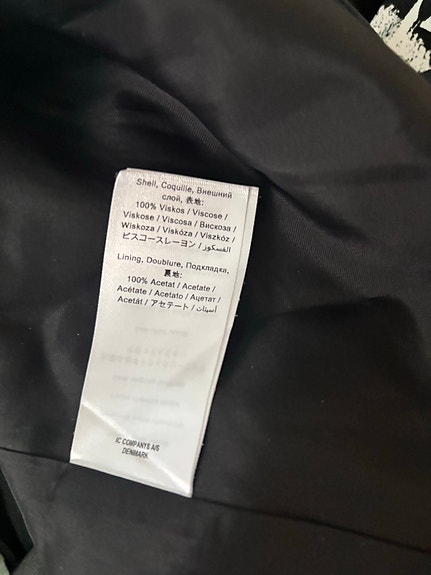 Shell, Coquille, Внешний
слой, 表地:
100% Viskos / Viscose /
Viskose / Viscosa / Вискоза /
Wiskoza / Viskóza / Viszkóz /
ビスコースレーヨン / الفسكوز
Lining, Doublure, Подкладка,
裏地:
100% Acetat / Acetate /
Acétate / Acetato / Ацетат /
Acetát / アセテート / أسيتات
IC COMPANYS A/S
DENMARK